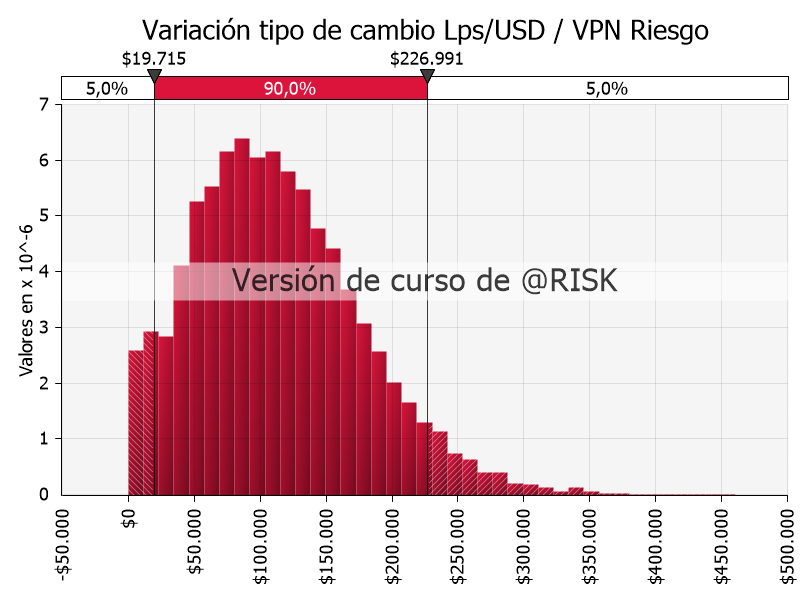 Variación tipo de cambio Lps/USD / VPN Riesgo
$19.715 $226.991
5,0% 90,0% 5,0%
7
6
5
4
3
2
1
0
Valores en x 10^-6
Versión de curso de @RISK
-$50.000 $ $50.000 $100.000 $150.000 $200.000 $250.000 $300.000 $350.000 $400.000 $450.000 $500.000